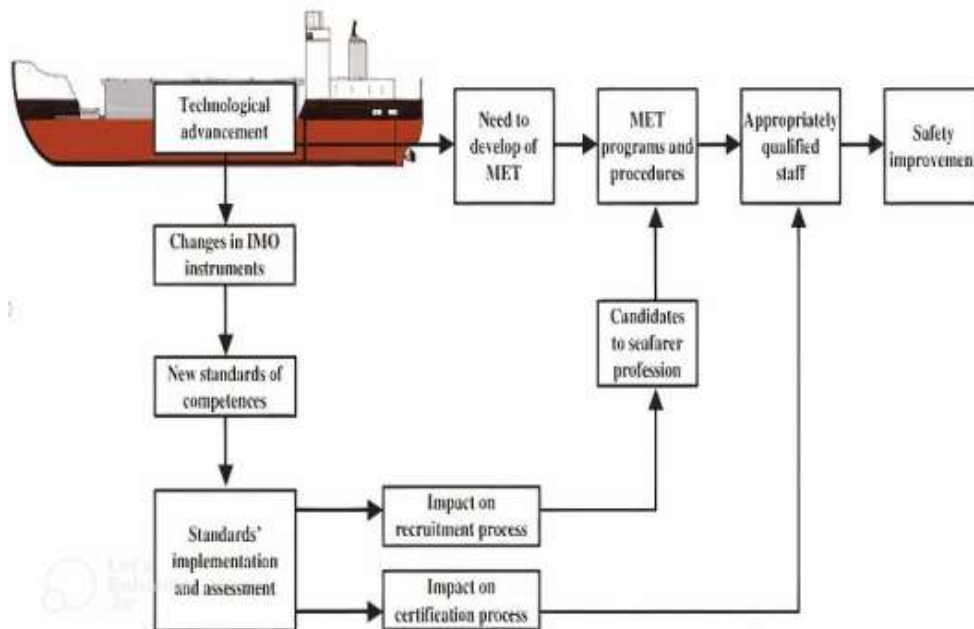 Technological
advancement
Need to
develop of
MET
MET
programs and
procedures
Appropriately
qualified
staff
Safety
improvement
Changes in IMO
instruments
Candidates
to seafarer
profession
New standards of
competences
Standards'
implementation
and assessment
Impact on
recruitment process
Impact on
certification process